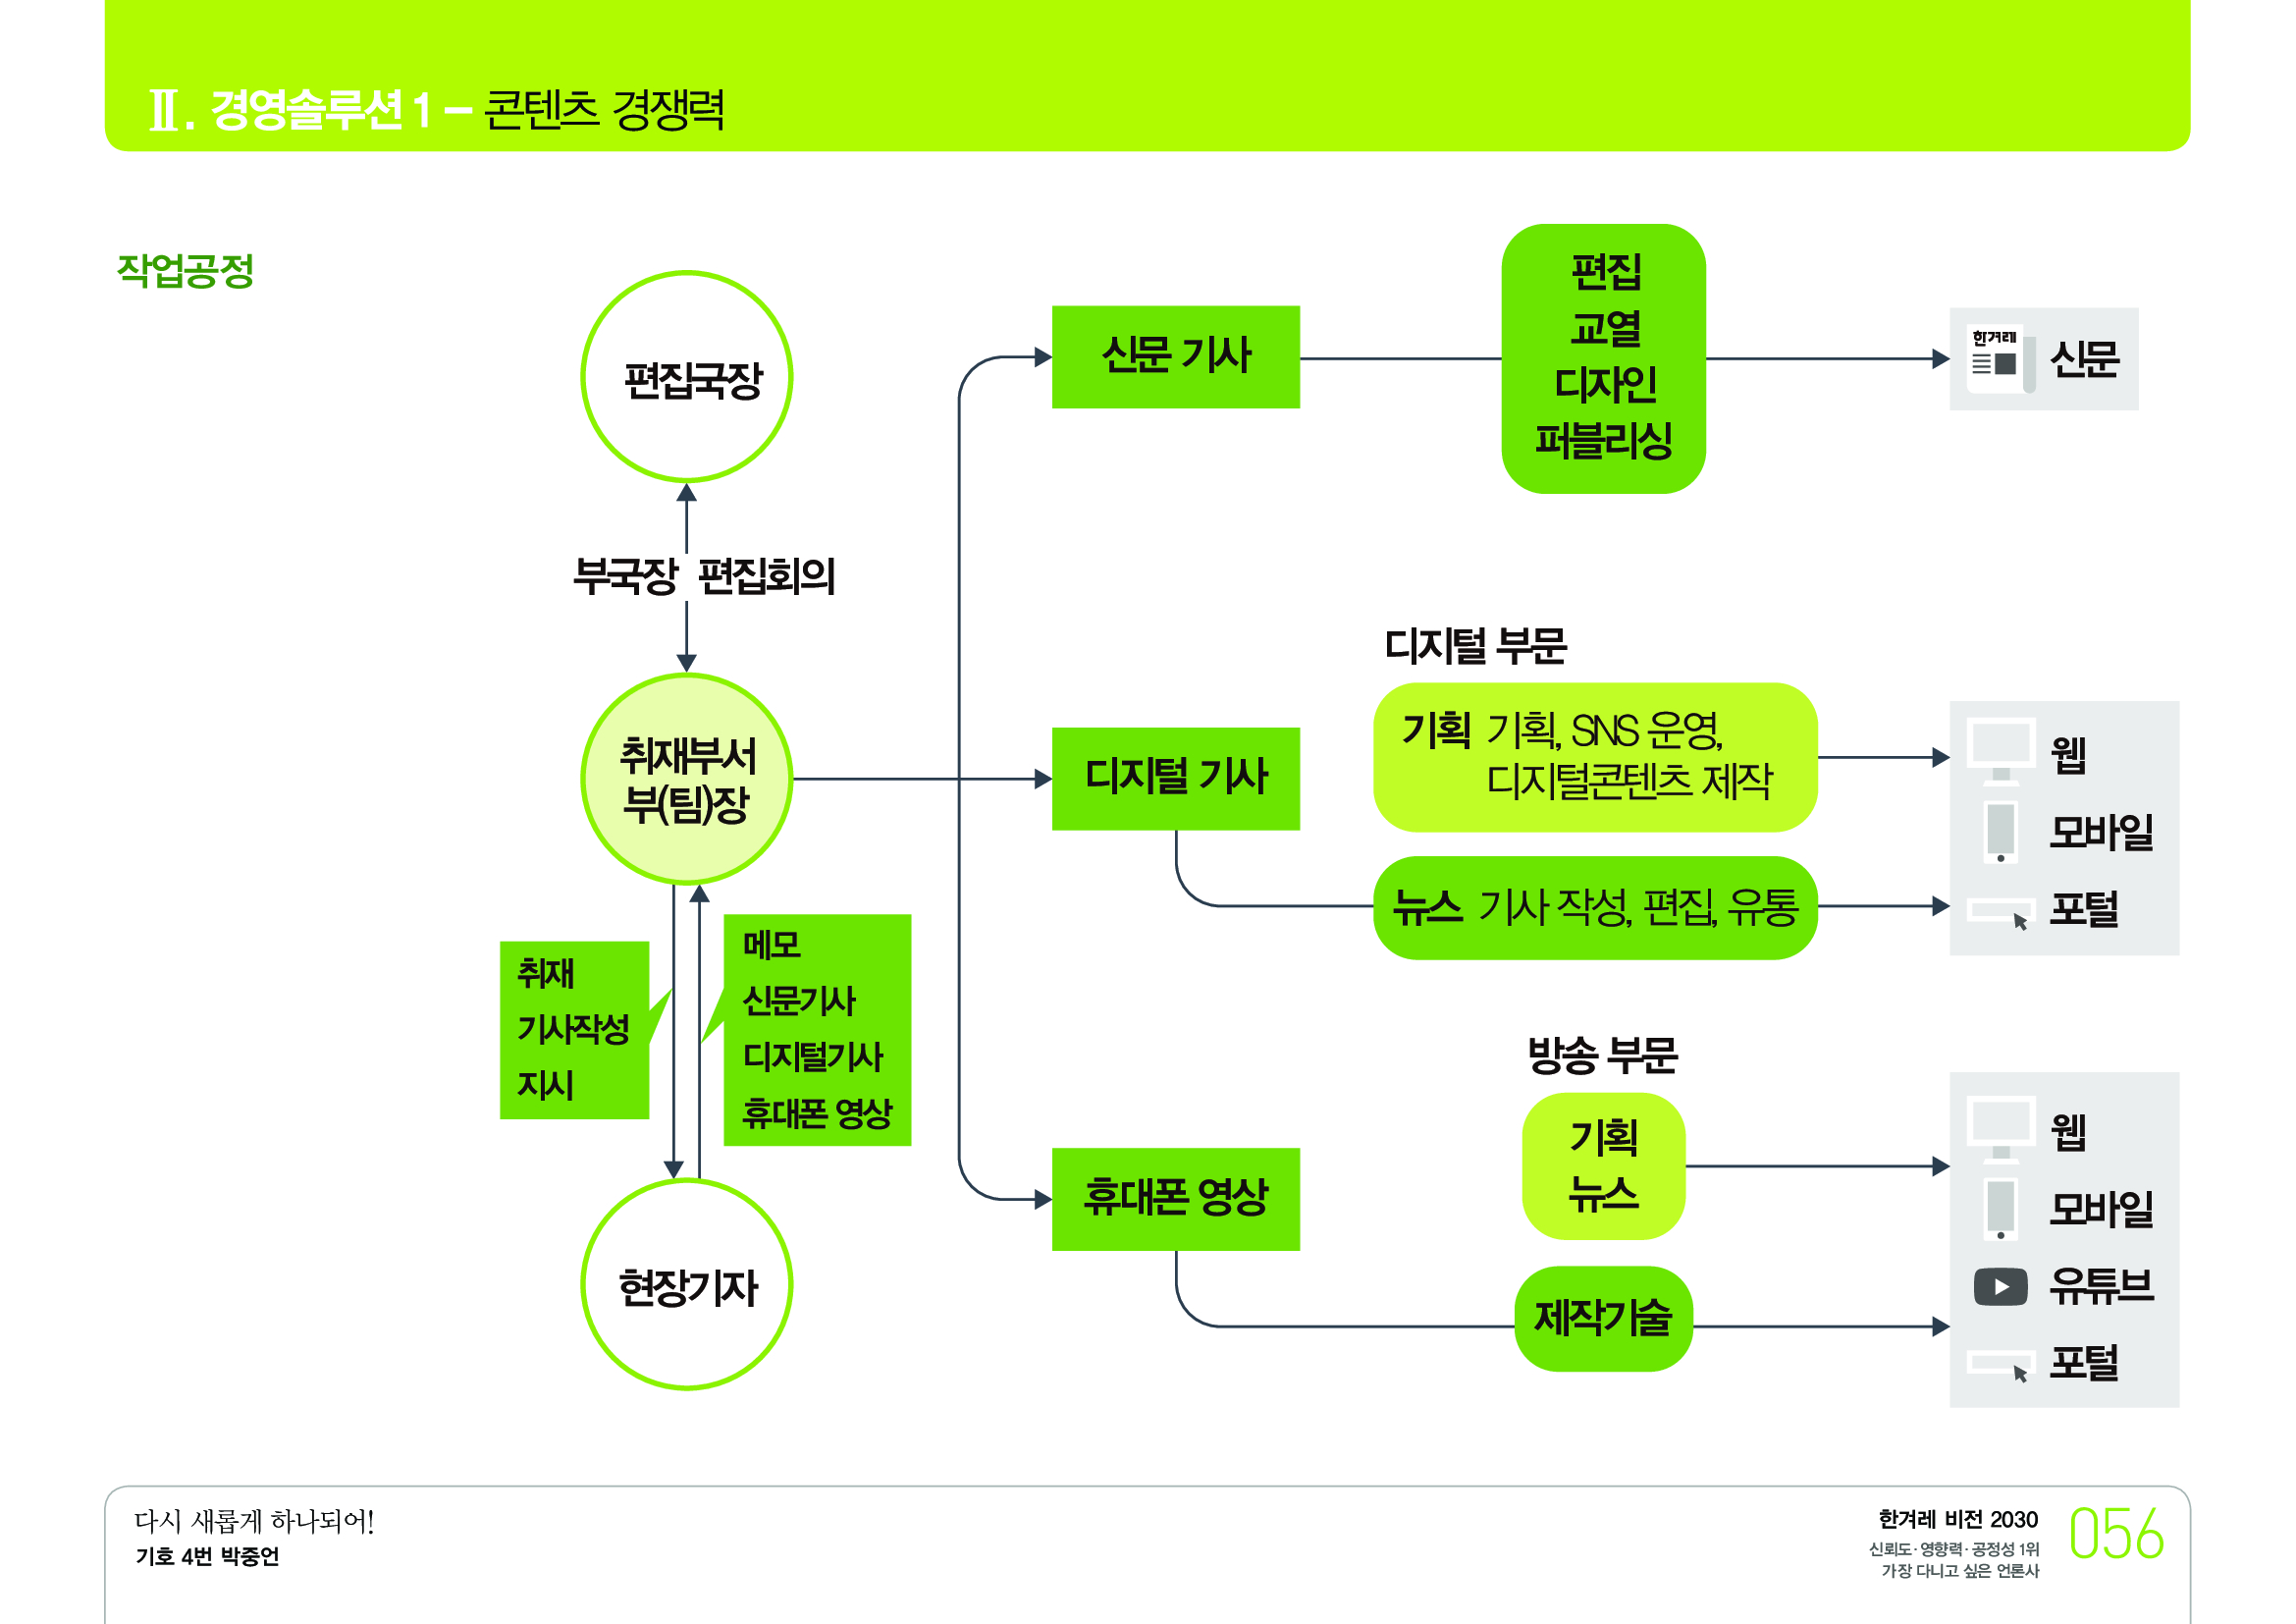 Ⅱ. 경영솔루션 1 – 콘텐츠 경쟁력
작업공정
편집국장
부국장 편집회의
취재부서
부(팀)장
취재
기사작성
지시
메모
신문기사
디지털기사
휴대폰 영상
현장기자
신문 기사
편집
교열
디자인
퍼블리싱
한겨레
신문
디지털 기사
디지털 부문
기획 기획, SNS 운영,
디지털콘텐츠 제작
뉴스 기사 작성, 편집, 유통
웹
모바일
포털
휴대폰 영상
방송 부문
기획
뉴스
제작기술
웹
모바일
유튜브
포털
다시 새롭게 하나되어!
기호 4번 박중언
한겨레 비전 2030
신뢰도·영향력·공정성 1위
가장 다니고 싶은 언론사
056